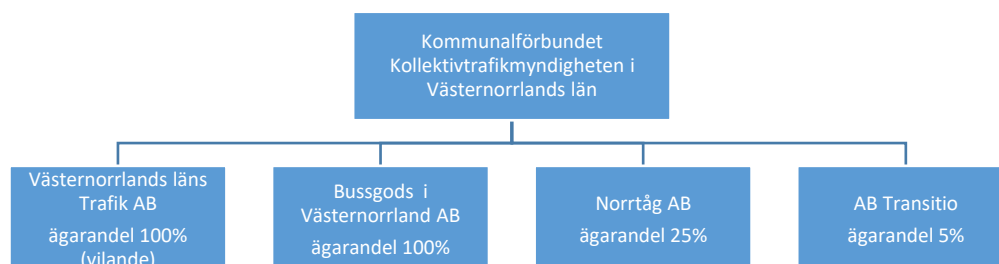 Kommunalförbundet
Kollektivtrafikmyndigheten i
Västernorrlands län
Västernorrlands läns
Trafik AB
ägarandel 100%
(vilande)
Bussgods i
Västernorrland AB
ägarandel 100%
Norrtåg AB
ägarandel 25%
AB Transitio
ägarandel 5%